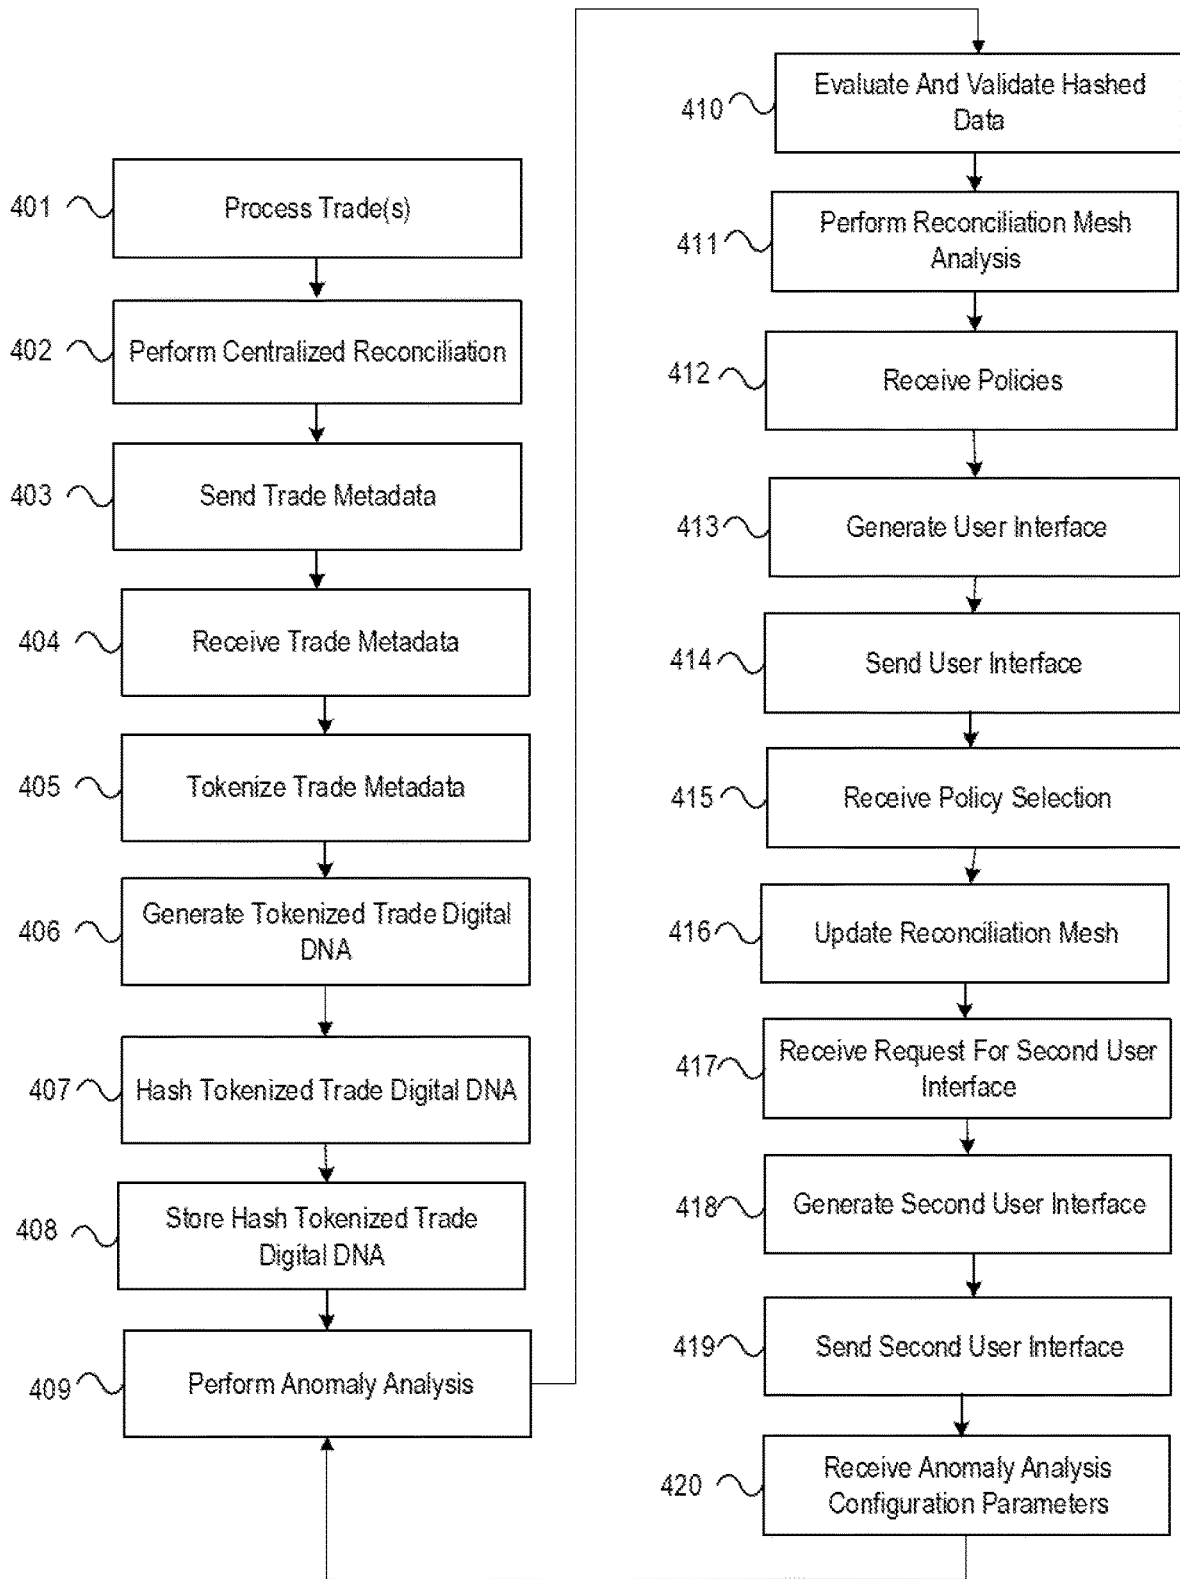 401
Process Trade(s)
402
Perform Centralized Reconciliation
403
Send Trade Metadata
404
Receive Trade Metadata
405
Tokenize Trade Metadata
406
Generate Tokenized Trade Digital
DNA
407
Hash Tokenized Trade Digital DNA
408
Store Hash Tokenized Trade
Digital DNA
409
Perform Anomaly Analysis
410
Evaluate And Validate Hashed
Data
411
Perform Reconciliation Mesh
Analysis
412
Receive Policies
413
Generate User Interface
414
Send User Interface
415
Receive Policy Selection
416
Update Reconciliation Mesh
417
Receive Request For Second User
Interface
418
Generate Second User Interface
419
Send Second User Interface
420
Receive Anomaly Analysis
Configuration Parameters